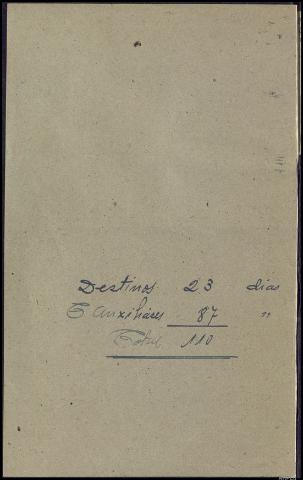 Destinos 23 dias
Auxiliares 87 "
Total 110